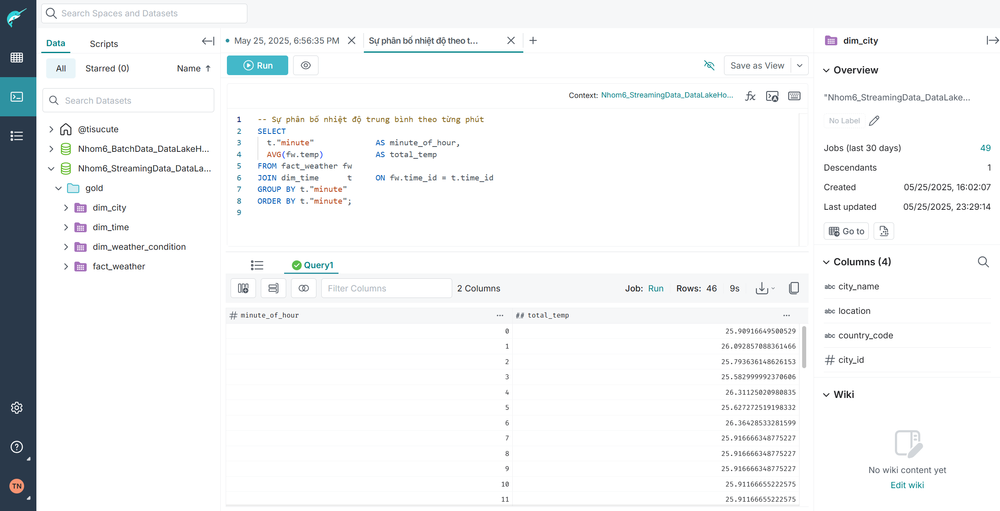 Search Spaces and Datasets
Data
Scripts
All
Starred (0)
Name
Search Datasets
@tisucute
Nhom6_BatchData_DataLakeH...
Nhom6_StreamingData_DataLa...
gold
dim_city
dim_time
dim_weather_condition
fact_weather
TN
May 25, 2025, 6:56:35 PM
Sự phân bố nhiệt độ theo t...
Run
Save as View
Context: Nhom6_StreamingData_DataLakeHo...
1 -- Sự phân bố nhiệt độ trung bình theo từng phút
2 SELECT
3 t."minute" AS minute_of_hour,
4 AVG(fw.temp) AS total_temp
5 FROM fact_weather fw
6 JOIN dim_time t ON fw.time_id = t.time_id
7 GROUP BY t."minute"
8 ORDER BY t."minute";
9
Query1
Filter Columns
2 Columns
Job: Run
Rows: 46
9s
# minute_of_hour ... ## total_temp ...
0 25.90916649500529
1 26.092857088361466
2 25.793636148626153
3 25.582999992370606
4 26.31125020980835
5 25.627272519198332
6 26.36428533281599
7 25.916666348775227
8 25.916666348775227
9 25.916666348775227
10 25.91166655222575
11 25.91166655222575
dim_city
Overview
"Nhom6_StreamingData_DataLake...
No Label
Jobs (last 30 days) 49
Descendants 1
Created 05/25/2025, 16:02:07
Last updated 05/25/2025, 23:29:14
Go to
Columns (4)
abc city_name
abc location
abc country_code
# city_id
Wiki
No wiki content yet
Edit wiki